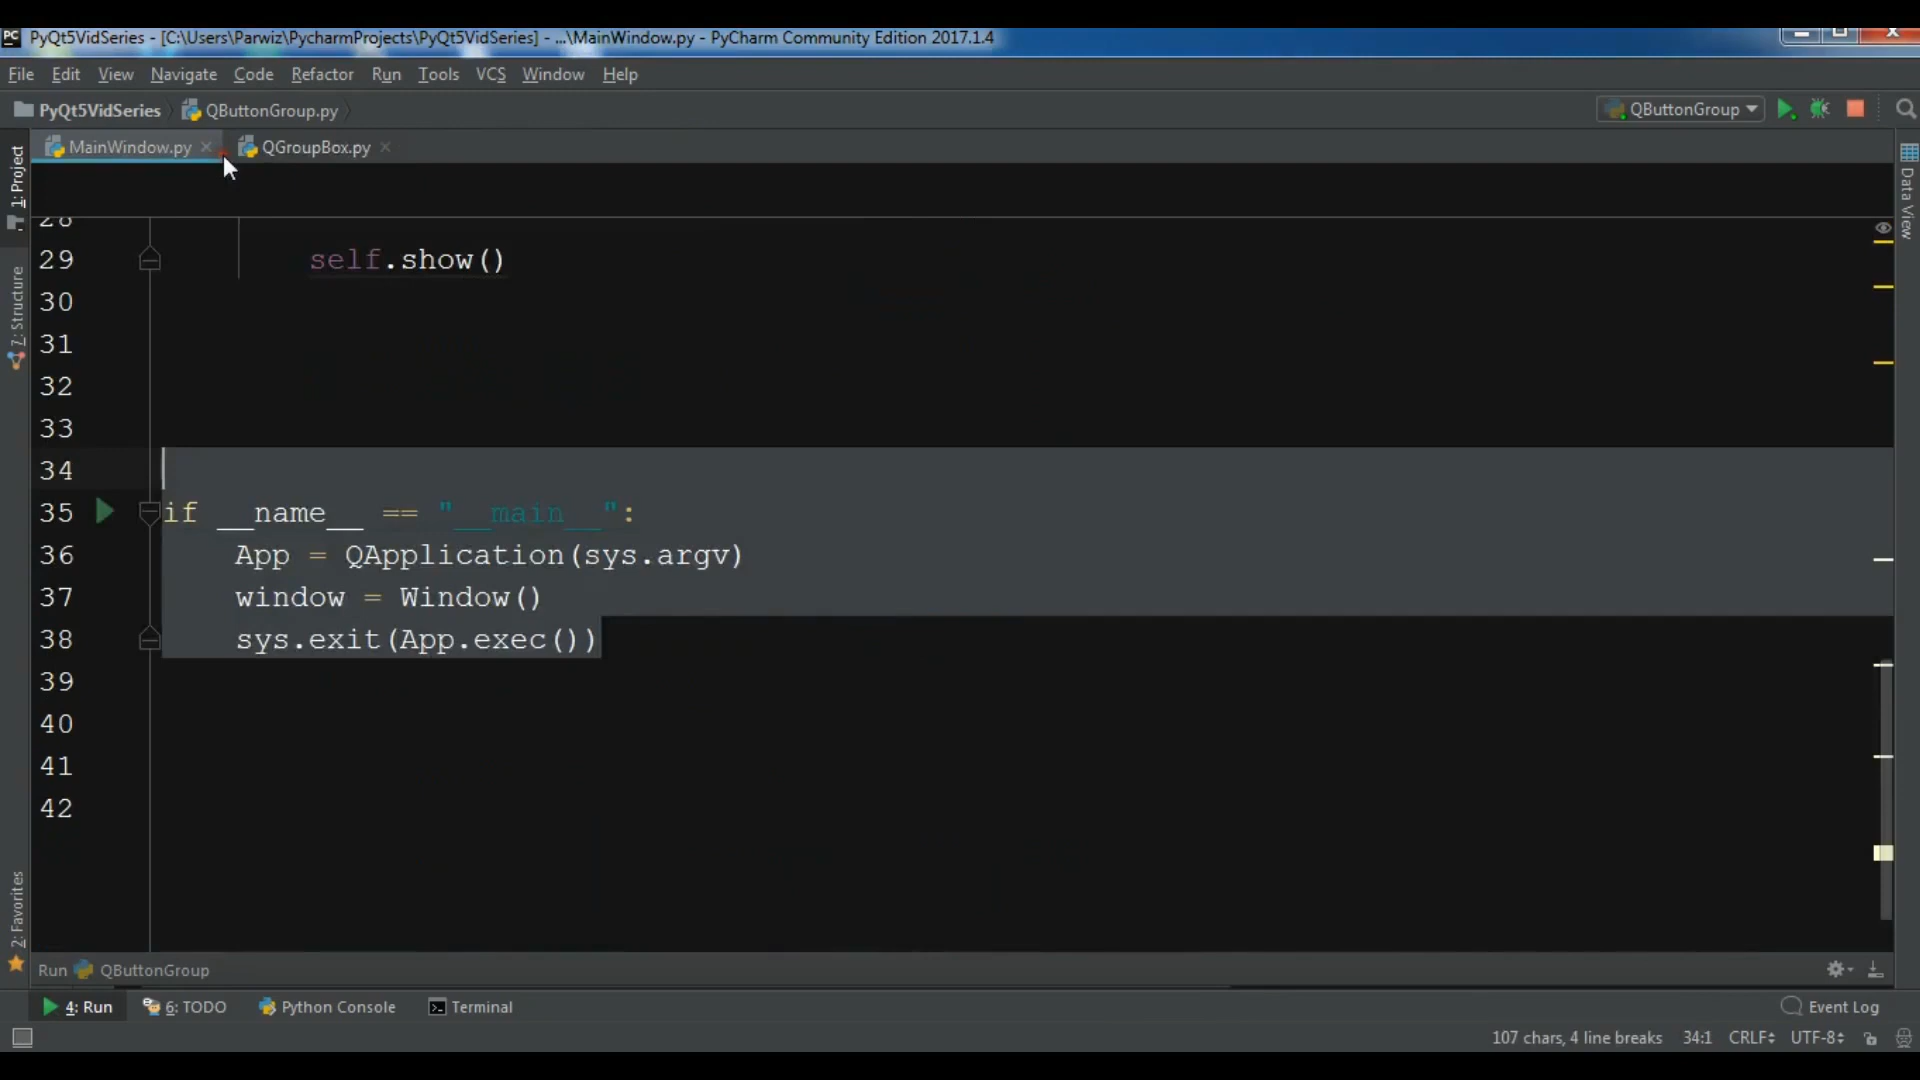 PC PyQt5VidSeries - [C:\Users\Parwiz\PycharmProjects\PyQt5VidSeries] - ...\MainWindow.py - PyCharm Community Edition 2017.1.4
File Edit View Navigate Code Refactor Run Tools VCS Window Help
PyQt5VidSeries QButtonGroup.py QButtonGroup
MainWindow.py QGroupBox.py
1: Project
7: Structure
2: Favorites
Data View
28
29 self.show()
30
31
32
33
34
35 if __name__ == "__main__":
36 App = QApplication(sys.argv)
37 window = Window()
38 sys.exit(App.exec())
39
40
41
42
Run QButtonGroup
4: Run 6: TODO Python Console Terminal Event Log
107 chars, 4 line breaks 34:1 CRLF UTF-8